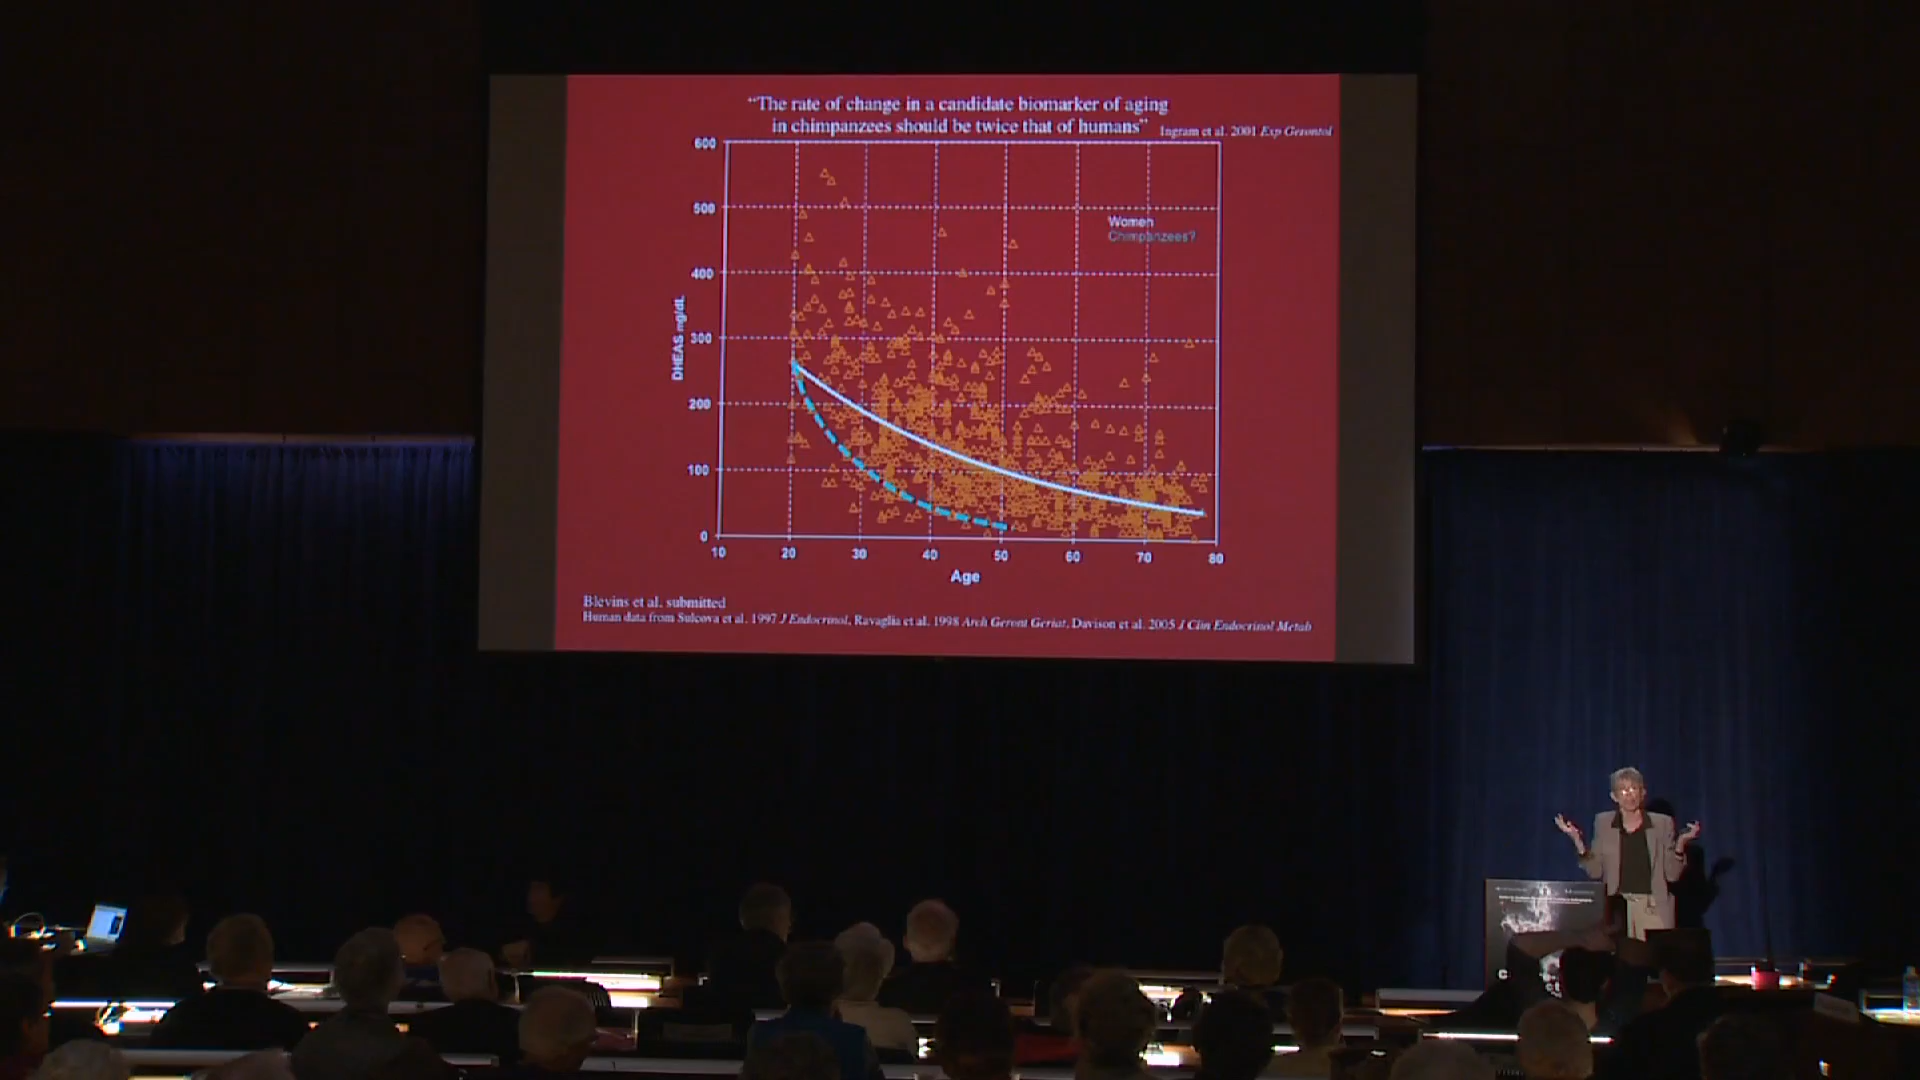 “The rate of change in a candidate biomarker of aging
in chimpanzees should be twice that of humans”
Ingram et al. 2001 Exp Gerontol
600
500
400
300
200
100
0
DHEAS ng/dL
Women
Chimpanzees?
10 20 30 40 50 60 70 80
Age
Blevins et al. submitted
Human data from Sulcova et al. 1997 J Endocrinol, Ravaglia et al. 1998 Arch Geront Geriat, Davison et al. 2005 J Clin Endocrinol Metab